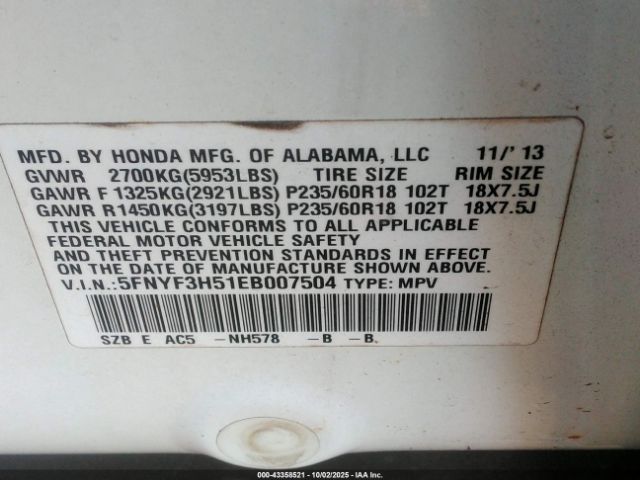 MFD. BY HONDA MFG. OF ALABAMA, LLC 11/' 13
GVWR 2700KG(5953LBS) TIRE SIZE RIM SIZE
GAWR F 1325KG(2921LBS) P235/60R18 102T 18X7.5J
GAWR R1450KG(3197LBS) P235/60R18 102T 18X7.5J
THIS VEHICLE CONFORMS TO ALL APPLICABLE
FEDERAL MOTOR VEHICLE SAFETY
AND THEFT PREVENTION STANDARDS IN EFFECT
ON THE DATE OF MANUFACTURE SHOWN ABOVE.
V.I.N.:5FNYF3H51EB007504 TYPE: MPV
SZB E AC5 -NH578 -B -B.
000-43358521 - 10/02/2025 - IAA Inc.